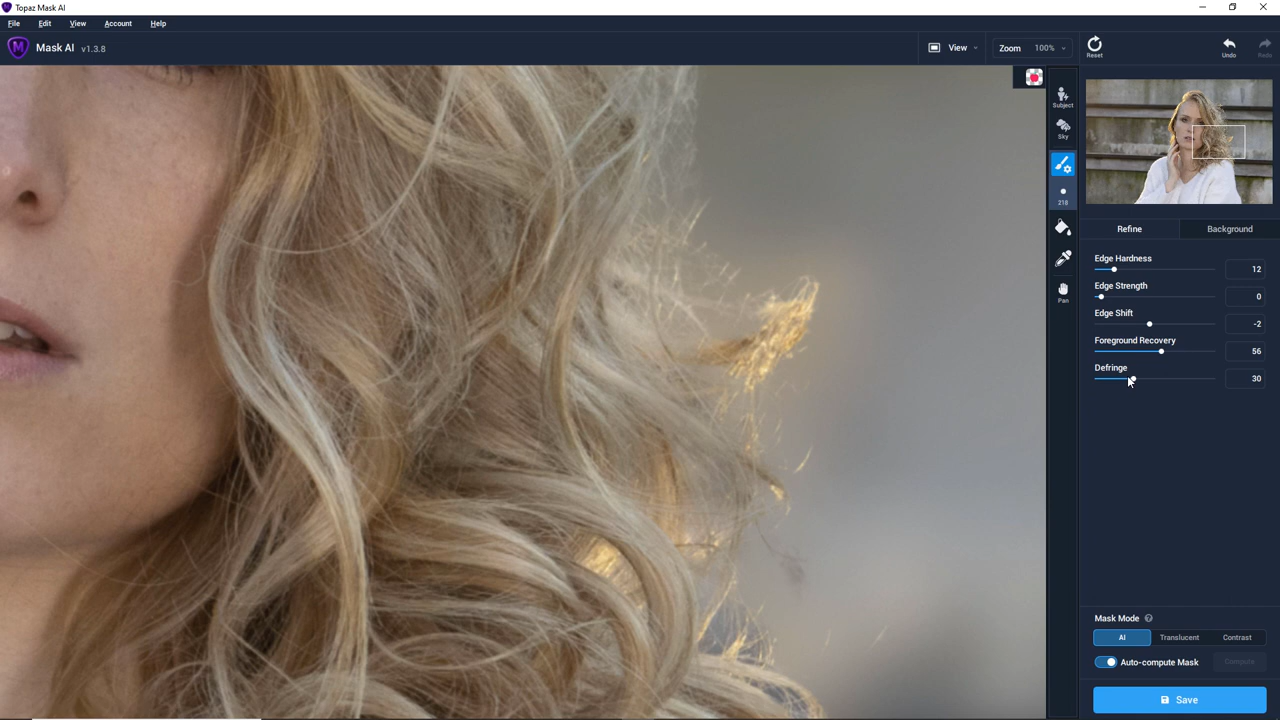 Topaz Mask AI
File Edit View Account Help
Mask AI v1.3.8
View
Zoom 100%
Reset
Undo
Redo
Subject
Sky
218
Pan
Refine
Background
Edge Hardness
12
Edge Strength
0
Edge Shift
-2
Foreground Recovery
56
Defringe
30
Mask Mode ?
AI Translucent Contrast
Auto-compute Mask
Compute
Save